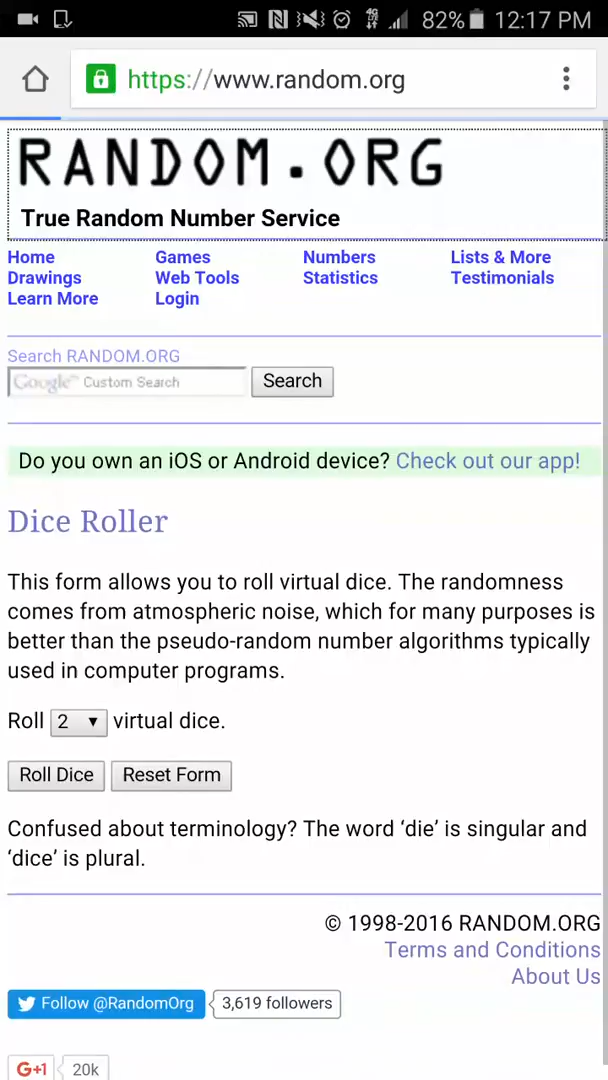 4G 82% 12:17 PM
https://www.random.org
RANDOM.ORG
True Random Number Service
Home Games Numbers Lists & More
Drawings Web Tools Statistics Testimonials
Learn More Login
Search RANDOM.ORG
Google™ Custom Search Search
Do you own an iOS or Android device? Check out our app!
Dice Roller
This form allows you to roll virtual dice. The randomness
comes from atmospheric noise, which for many purposes is
better than the pseudo-random number algorithms typically
used in computer programs.
Roll 2 virtual dice.
Roll Dice Reset Form
Confused about terminology? The word ‘die’ is singular and
‘dice’ is plural.
© 1998-2016 RANDOM.ORG
Terms and Conditions
About Us
Follow @RandomOrg 3,619 followers
G+1 20k